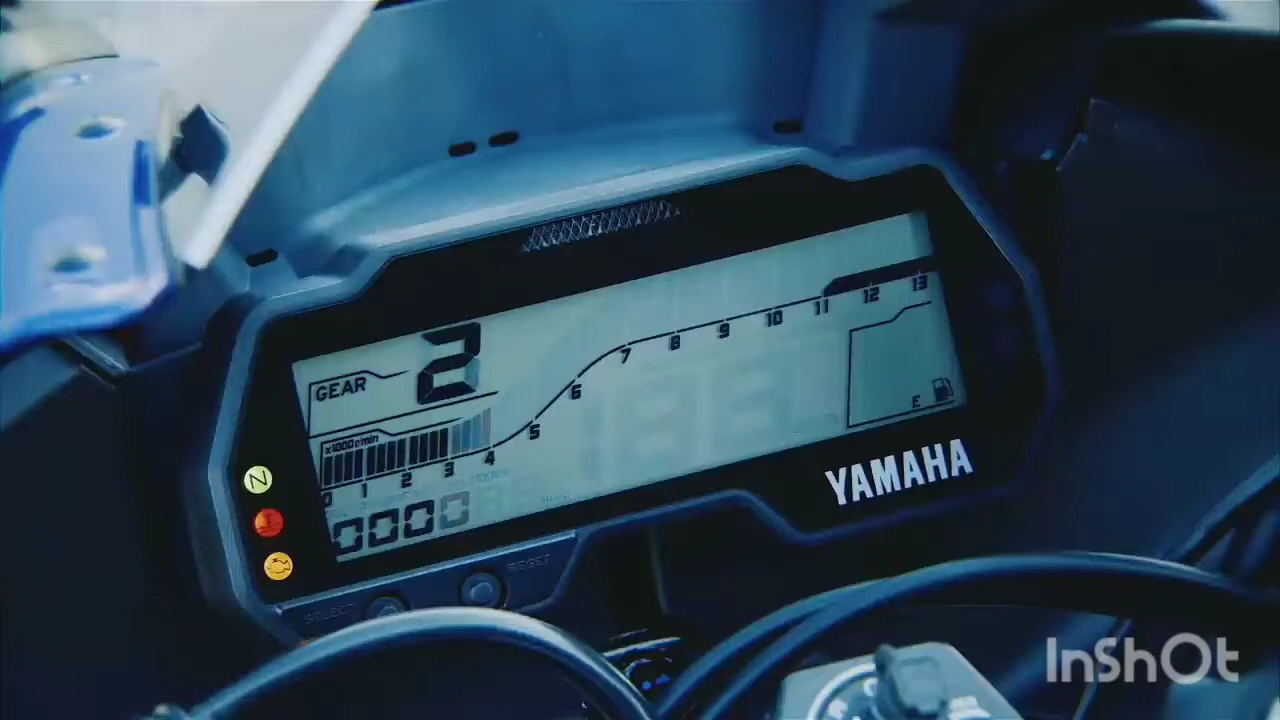 GEAR 2
x1000r/min
0 1 2 3 4 5 6 7 8 9 10 11 12 13
E
0000
N
YAMAHA
SELECT
RESET
InShOt